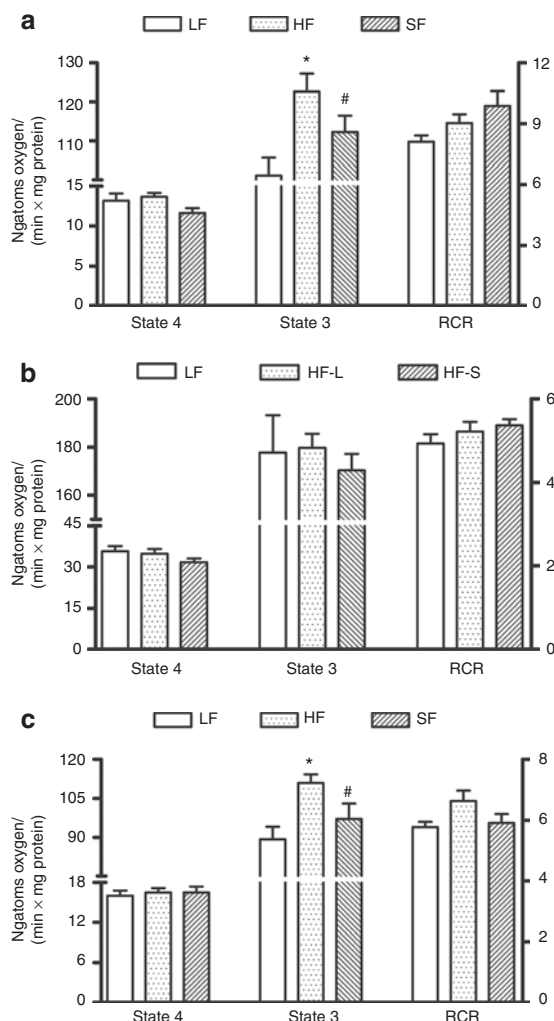 a
LF HF SF
130
120
110
15
10
5
0
Ngatoms oxygen/
(min × mg protein)
* #
12
9
6
3
0
State 4 State 3 RCR
b
LF HF-L HF-S
200
180
160
45
30
15
0
Ngatoms oxygen/
(min × mg protein)
6
4
2
0
State 4 State 3 RCR
c
LF HF SF
120
105
90
18
12
6
0
Ngatoms oxygen/
(min × mg protein)
* #
8
6
4
2
0
State 4 State 3 RCR